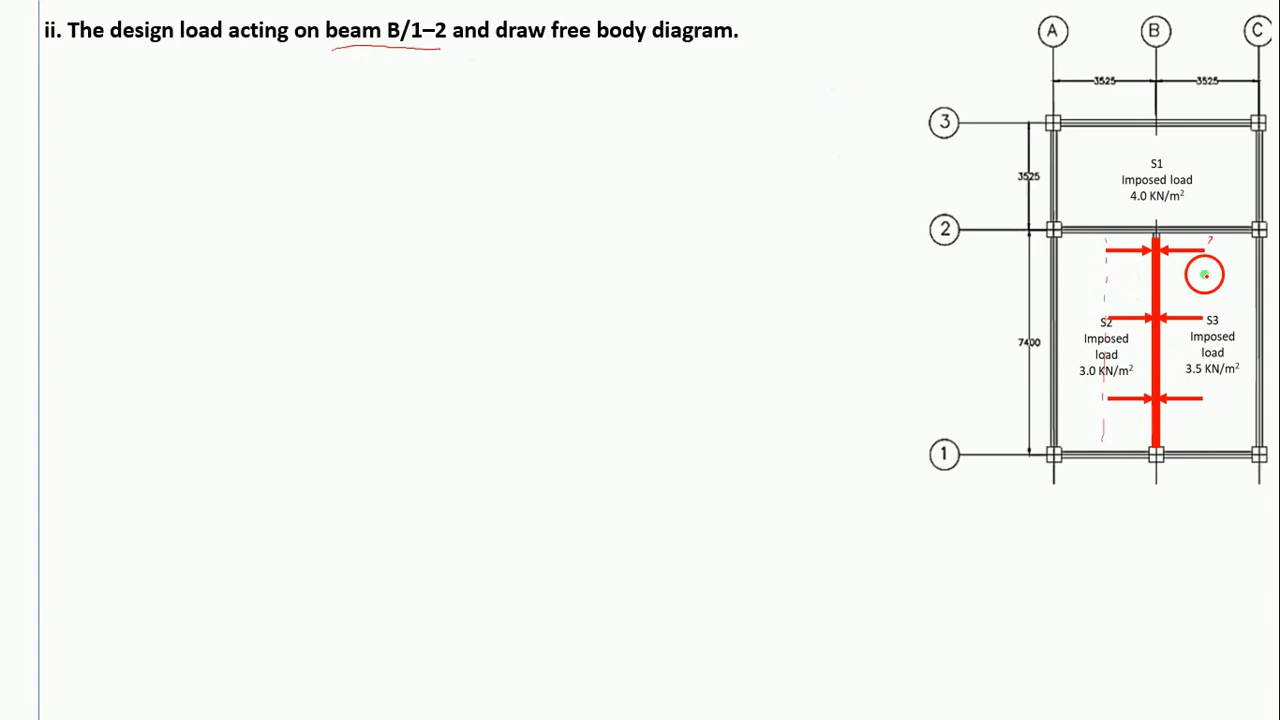 ii. The design load acting on beam B/1–2 and draw free body diagram.
A B C
3525 3525
3
S1
Imposed load
4.0 KN/m²
3525
2
?
7400
S2
Imposed
load
3.0 KN/m²
S3
Imposed
load
3.5 KN/m²
1